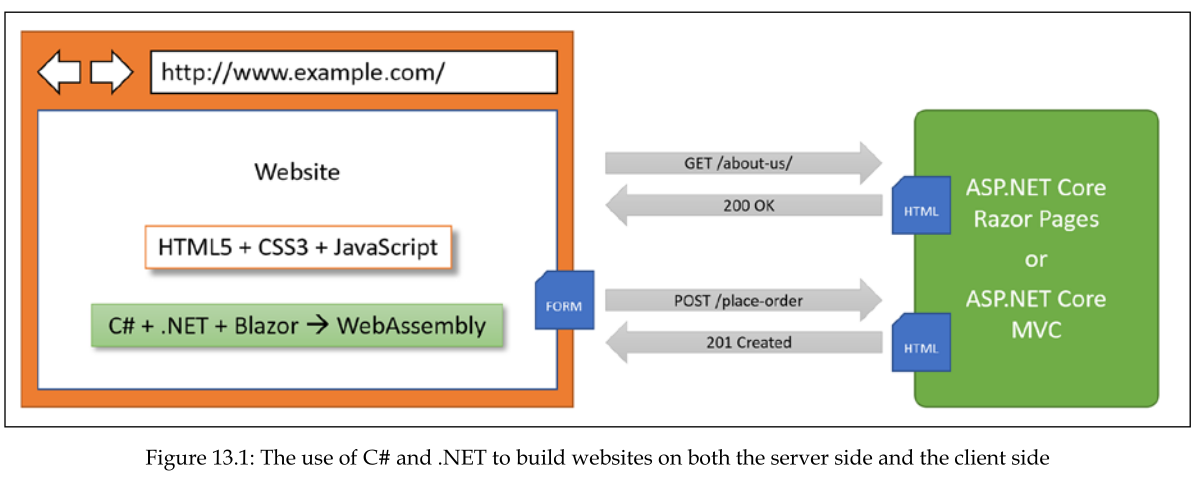 http://www.example.com/
Website
HTML5 + CSS3 + JavaScript
C# + .NET + Blazor → WebAssembly
FORM
GET /about-us/
200 OK
HTML
POST /place-order
201 Created
HTML
ASP.NET Core
Razor Pages
or
ASP.NET Core
MVC
Figure 13.1: The use of C# and .NET to build websites on both the server side and the client side